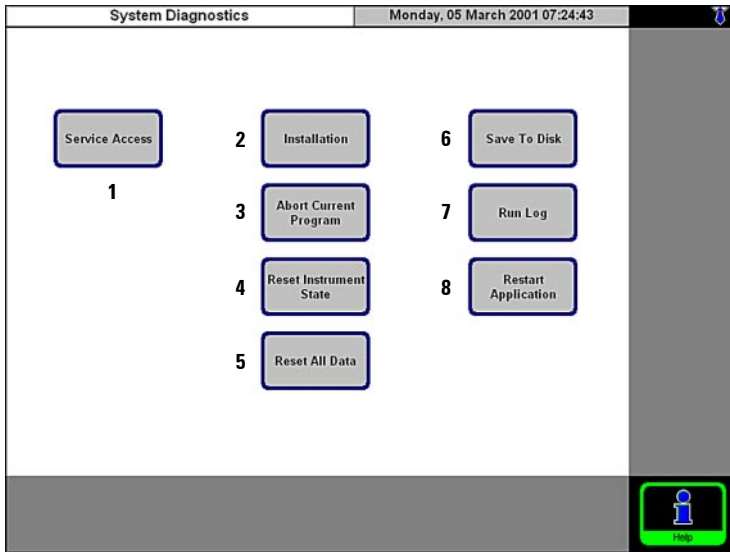 System Diagnostics
Monday, 05 March 2001 07:24:43
Service Access
1
2
Installation
3
Abort Current
Program
4
Reset Instrument
State
5
Reset All Data
6
Save To Disk
7
Run Log
8
Restart
Application
Help